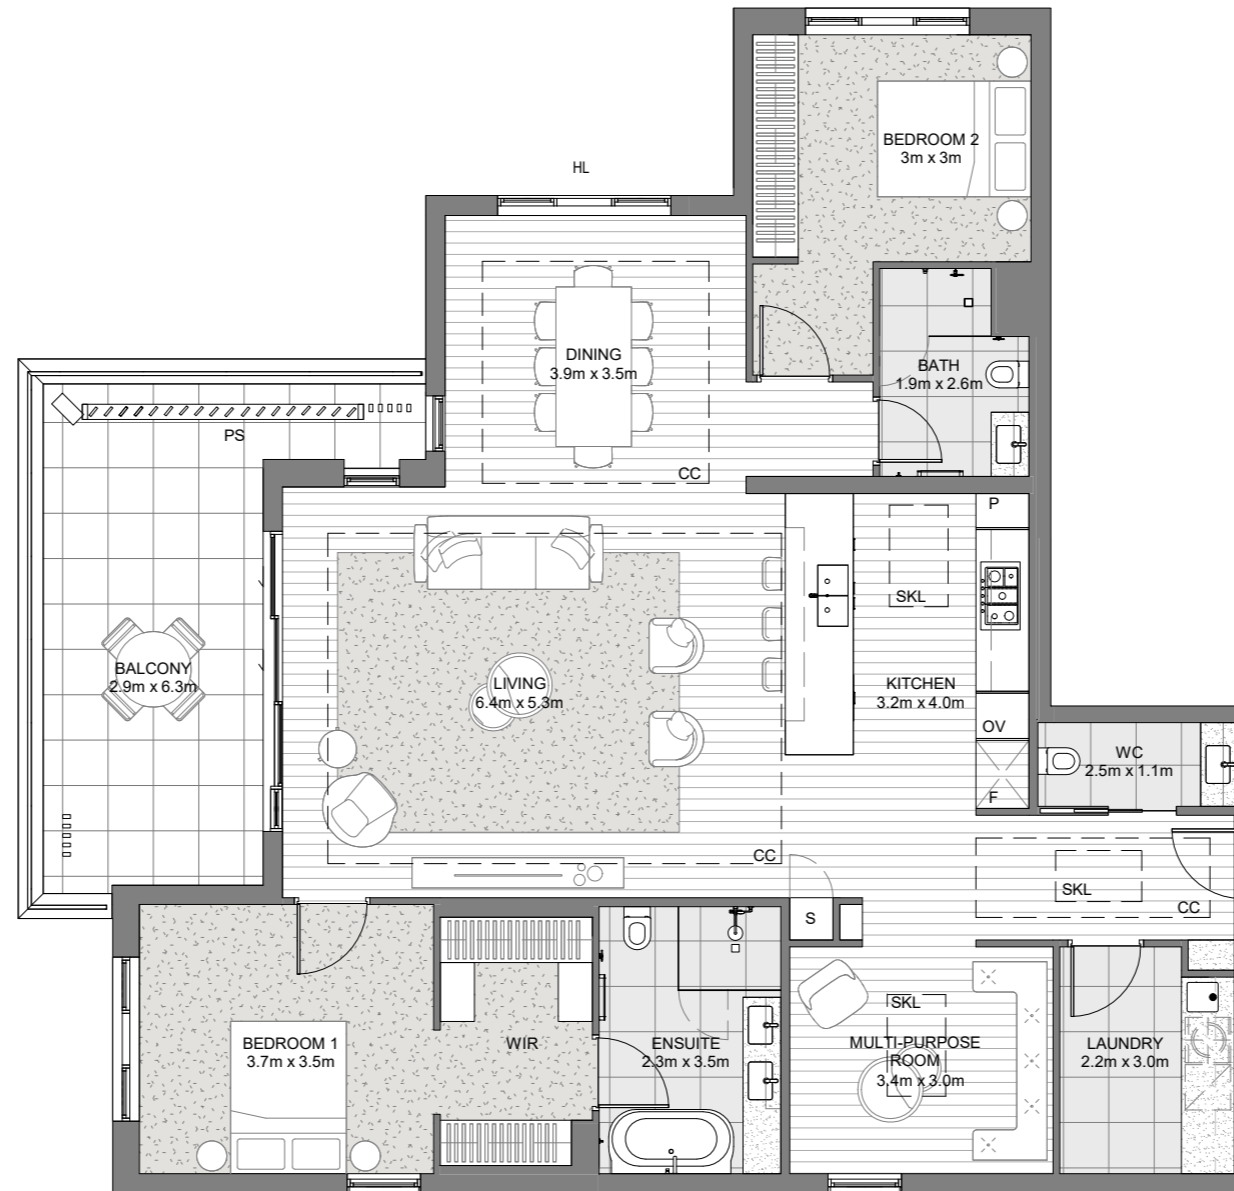 BEDROOM 2
3m x 3m
HL
DINING
3.9m x 3.5m
BATH
1.9m x 2.6m
PS
CC
P
SKL
BALCONY
2.9m x 6.3m
LIVING
6.4m x 5.3m
KITCHEN
3.2m x 4.0m
OV
WC
2.5m x 1.1m
F
CC
SKL
CC
S
SKL
BEDROOM 1
3.7m x 3.5m
WIR
ENSUITE
2.3m x 3.5m
MULTI-PURPOSE
ROOM
3.4m x 3.0m
LAUNDRY
2.2m x 3.0m